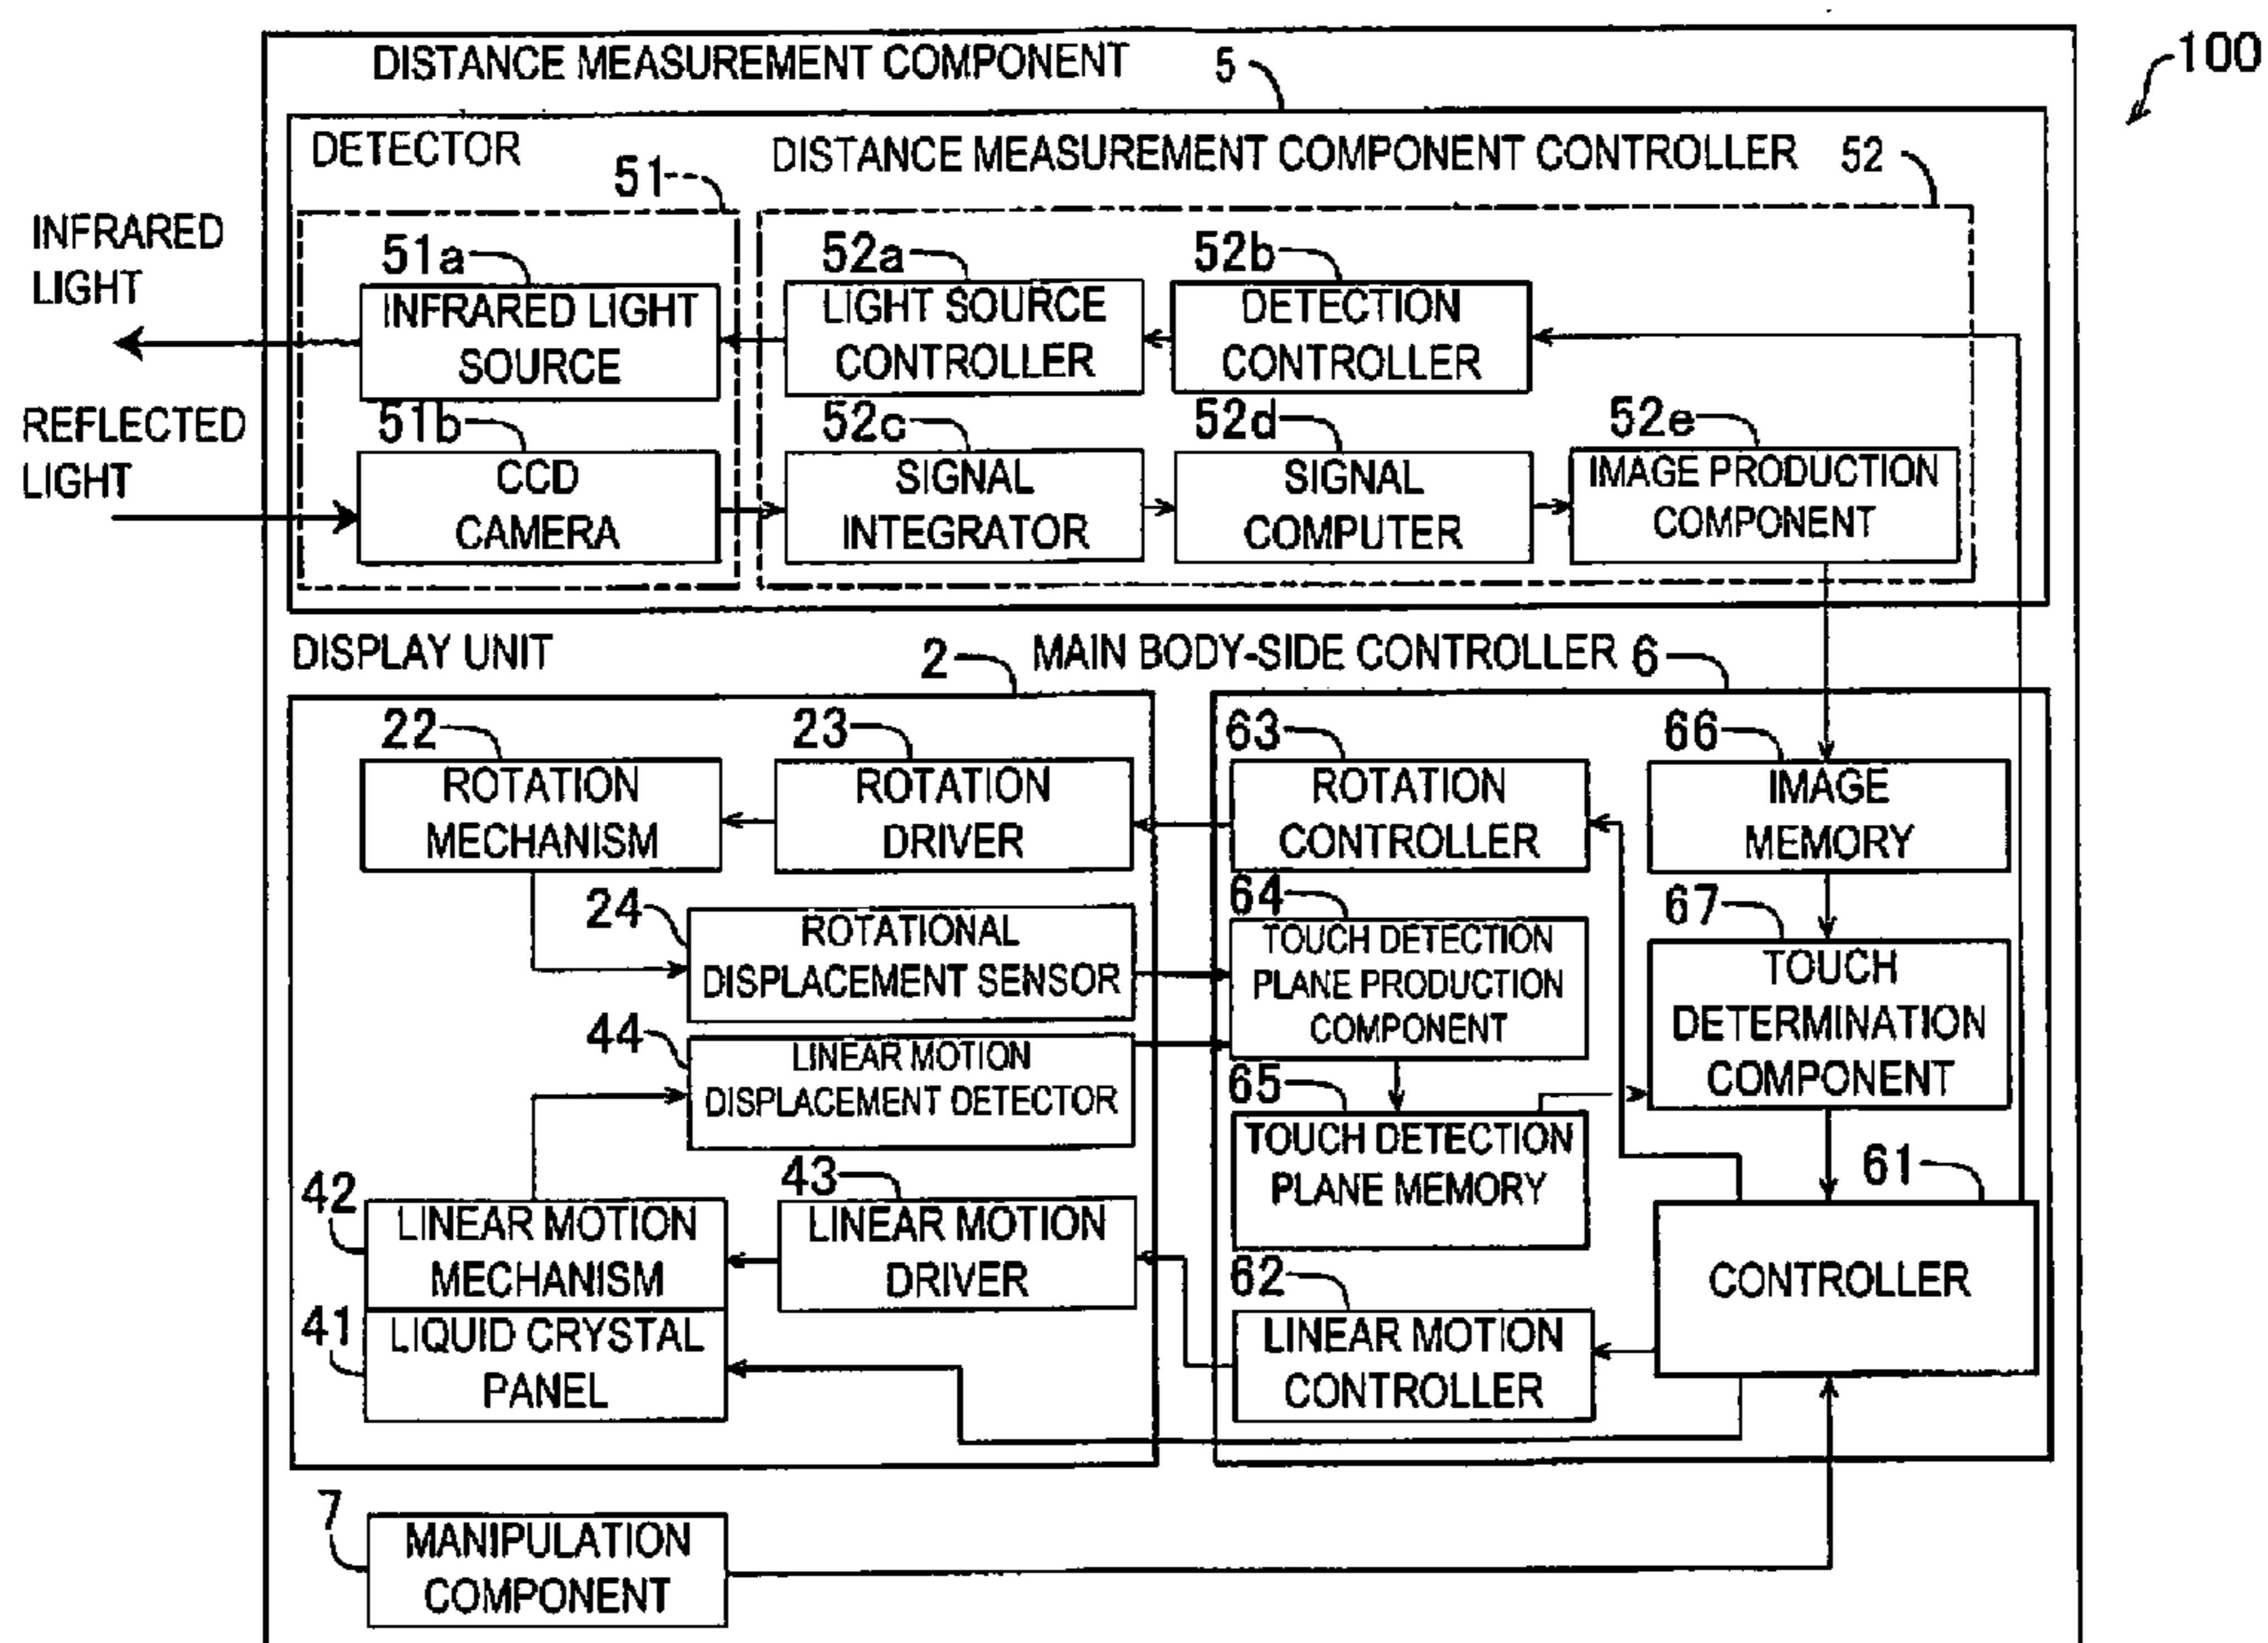 100
DISTANCE MEASUREMENT COMPONENT 5
DETECTOR
51
DISTANCE MEASUREMENT COMPONENT CONTROLLER 52
INFRARED
LIGHT
REFLECTED
LIGHT
51a
INFRARED LIGHT
SOURCE
52a
LIGHT SOURCE
CONTROLLER
52b
DETECTION
CONTROLLER
51b
CCD
CAMERA
52c
SIGNAL
INTEGRATOR
52d
SIGNAL
COMPUTER
52e
IMAGE PRODUCTION
COMPONENT
DISPLAY UNIT 2
MAIN BODY-SIDE CONTROLLER 6
22
ROTATION
MECHANISM
23
ROTATION
DRIVER
24
ROTATIONAL
DISPLACEMENT SENSOR
44
LINEAR MOTION
DISPLACEMENT DETECTOR
42
LINEAR MOTION
MECHANISM
43
LINEAR MOTION
DRIVER
41
LIQUID CRYSTAL
PANEL
63
ROTATION
CONTROLLER
66
IMAGE
MEMORY
64
TOUCH DETECTION
PLANE PRODUCTION
COMPONENT
67
TOUCH
DETERMINATION
COMPONENT
65
TOUCH DETECTION
PLANE MEMORY
61
CONTROLLER
62
LINEAR MOTION
CONTROLLER
7
MANIPULATION
COMPONENT